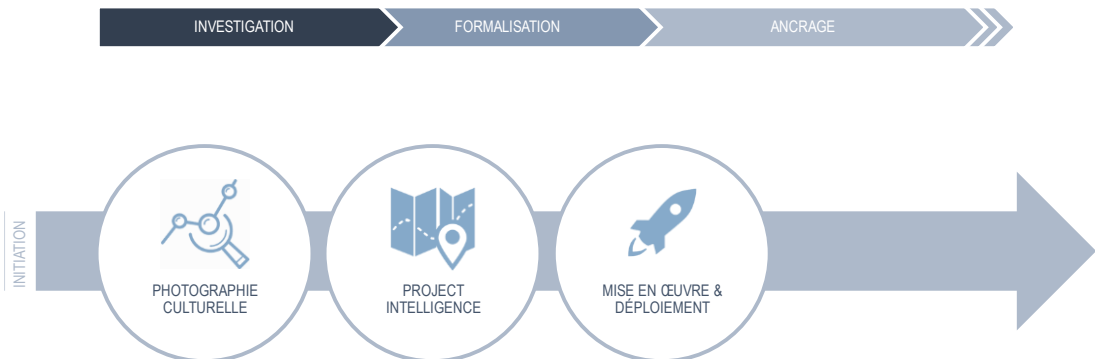 INVESTIGATION
FORMALISATION
ANCRAGE
INITIATION
PHOTOGRAPHIE
CULTURELLE
PROJECT
INTELLIGENCE
MISE EN ŒUVRE &
DÉPLOIEMENT